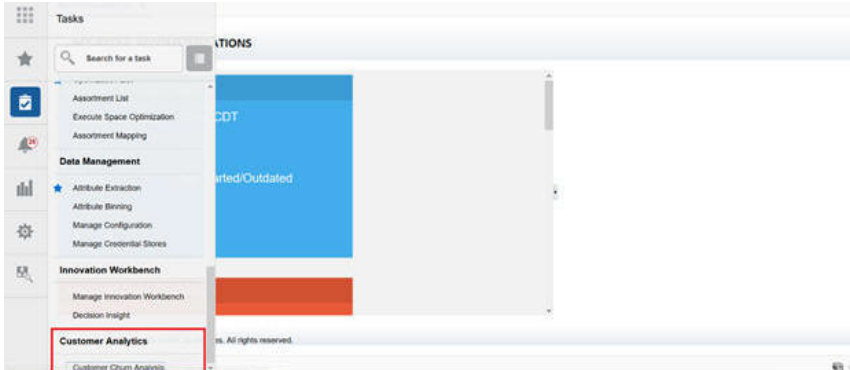 Tasks
ATIONS
Search for a task
Assortment List
Execute Space Optimization
CDT
Assortment Mapping
Data Management
Attribute Extraction
arted/Outdated
Attribute Binning
Manage Configuration
Manage Credential Stores
Innovation Workbench
Manage Innovation Workbench
Decision Insight
Customer Analytics
es. All rights reserved.
Customer Churn Analysis